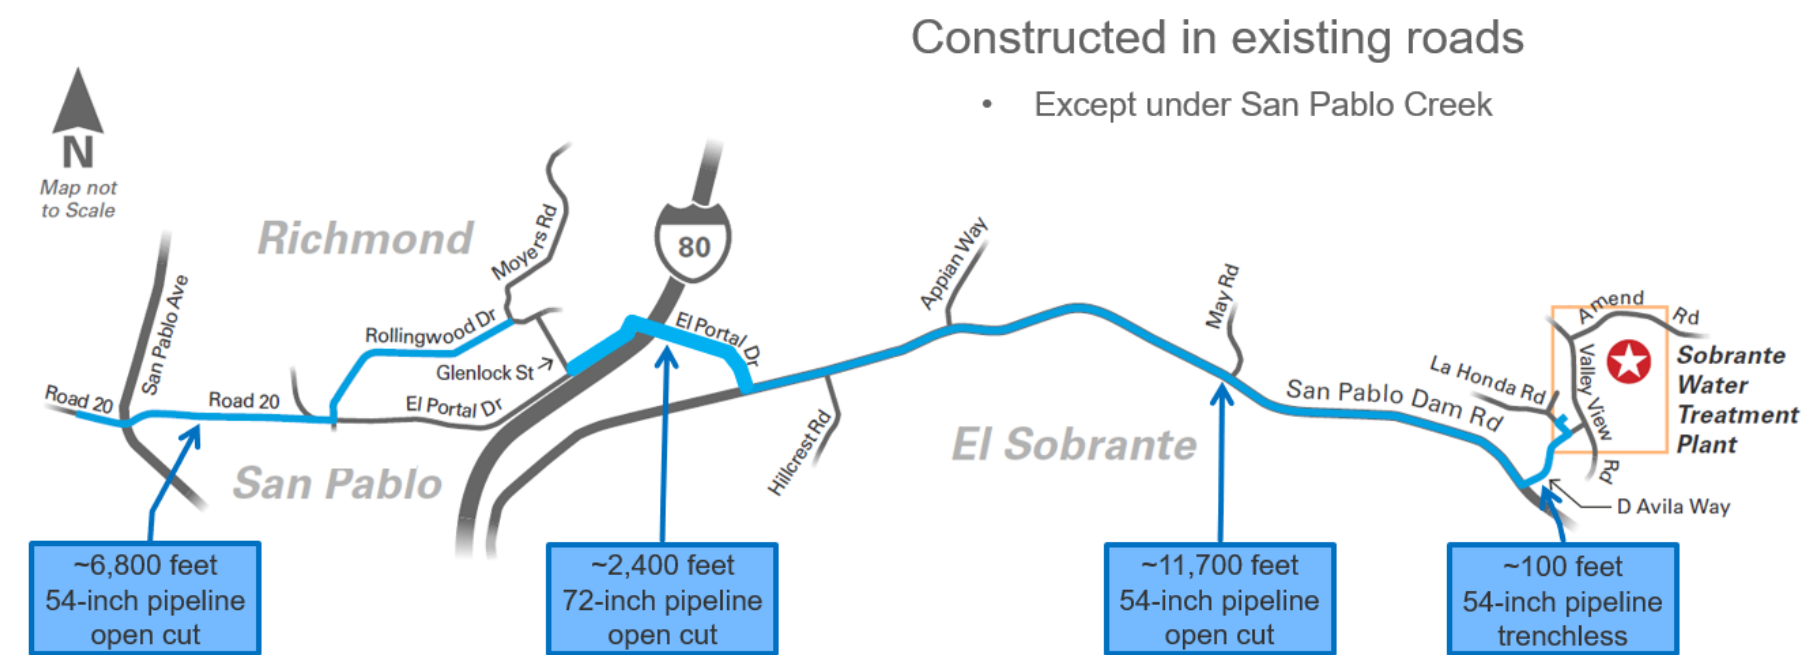 Constructed in existing roads
• Except under San Pablo Creek
N
Map not
to Scale
Richmond
San Pablo
El Sobrante
80
San Pablo Ave
Road 20
Road 20
Rollingwood Dr
Moyers Rd
Glenlock St
El Portal Dr
El Portal Dr
Hillcrest Rd
Appian Way
May Rd
San Pablo Dam Rd
La Honda Rd
Valley View Rd
Amend Rd
D Avila Way
Sobrante
Water
Treatment
Plant
~6,800 feet
54-inch pipeline
open cut
~2,400 feet
72-inch pipeline
open cut
~11,700 feet
54-inch pipeline
open cut
~100 feet
54-inch pipeline
trenchless